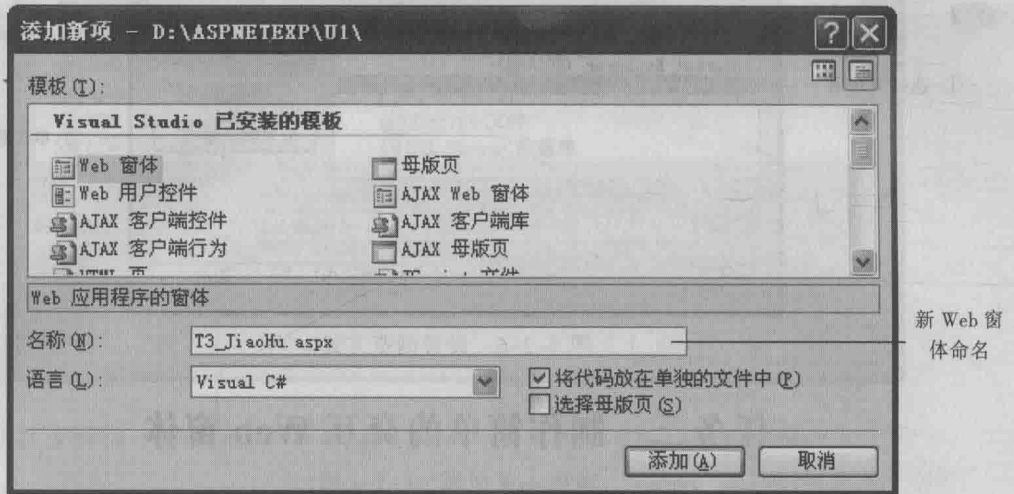 添加新项 - D:\ASPNETEXP\U1\
模板(T):
Visual Studio 已安装的模板
Web 窗体
母版页
Web 用户控件
AJAX Web 窗体
AJAX 客户端控件
AJAX 客户端库
AJAX 客户端行为
AJAX 母版页
Web 应用程序的窗体
名称(N):
T3_JiaoHu.aspx
新 Web 窗
体命名
语言(L):
Visual C#
将代码放在单独的文件中(P)
选择母版页(S)
添加(A)
取消